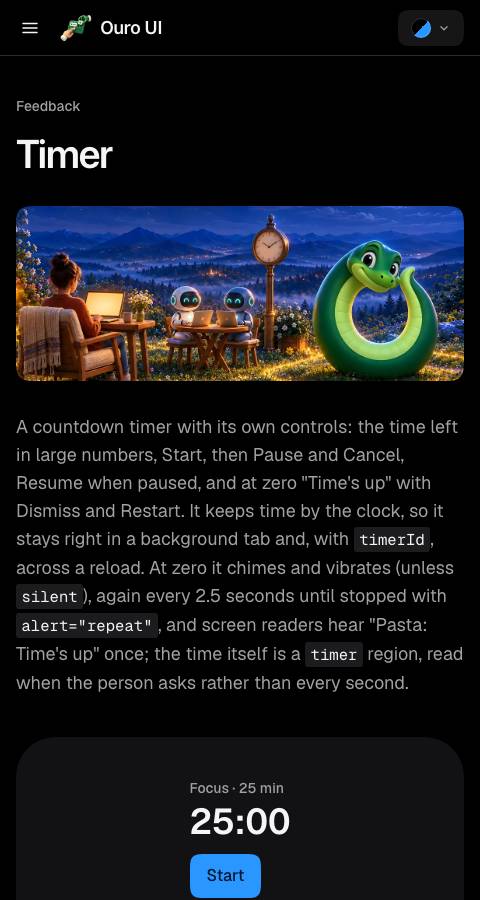 Ouro UI
Feedback
Timer
A countdown timer with its own controls: the time left
in large numbers, Start, then Pause and Cancel,
Resume when paused, and at zero "Time's up" with
Dismiss and Restart. It keeps time by the clock, so it
stays right in a background tab and, with timerId,
across a reload. At zero it chimes and vibrates (unless
silent), again every 2.5 seconds until stopped with
alert="repeat", and screen readers hear "Pasta:
Time's up" once; the time itself is a timer region, read
when the person asks rather than every second.
Focus · 25 min
25:00
Start